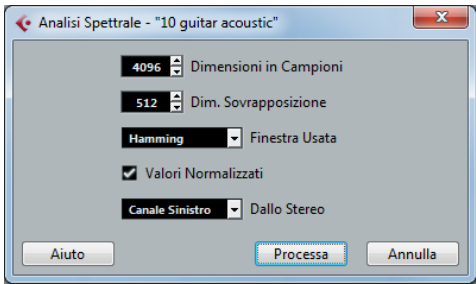 Analisi Spettrale - "10 guitar acoustic"
4096 Dimensioni in Campioni
512 Dim. Sovrapposizione
Hamming Finestra Usata
Valori Normalizzati
Canale Sinistro Dallo Stereo
Aiuto Processa Annulla